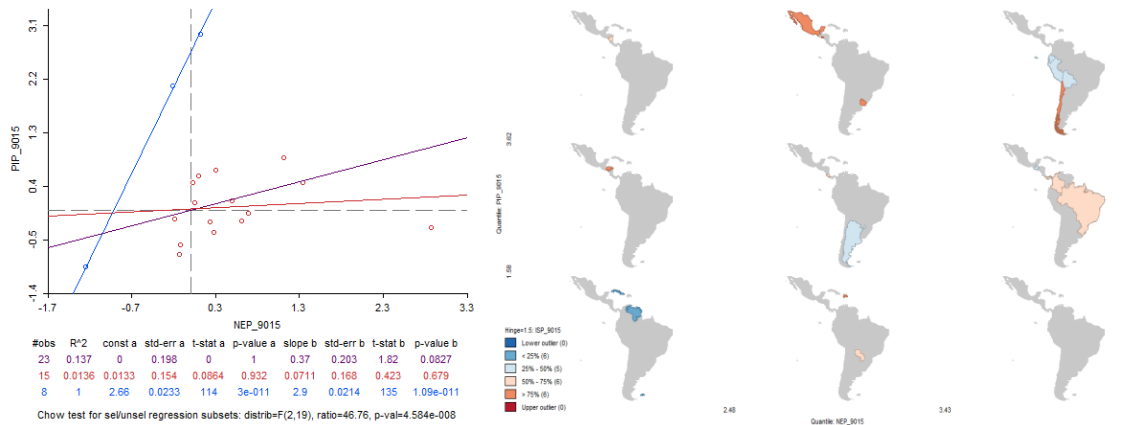 3.1
2.2
1.3
0.4
-0.5
-1.4
PIP_9015
-1.7 -0.7 0.3 1.3 2.3 3.3
NEP_9015
#obs R^2 const a std-err a t-stat a p-value a slope b std-err b t-stat b p-value b
23 0.137 0 0.198 0 1 0.37 0.203 1.82 0.0827
15 0.0136 0.0133 0.154 0.0864 0.932 0.0711 0.168 0.423 0.679
8 1 2.66 0.0233 114 3e-011 2.9 0.0214 135 1.09e-011
Chow test for sel/unsel regression subsets: distrib=F(2,19), ratio=46.76, p-val=4.584e-008
3.62
Quantile: PIP_9015
1.58
Hinge=1.5: ISP_9015
Lower outlier (0)
< 25% (6)
25% - 50% (5)
50% - 75% (6)
> 75% (6)
Upper outlier (0)
2.48 3.43
Quantile: NEP_9015